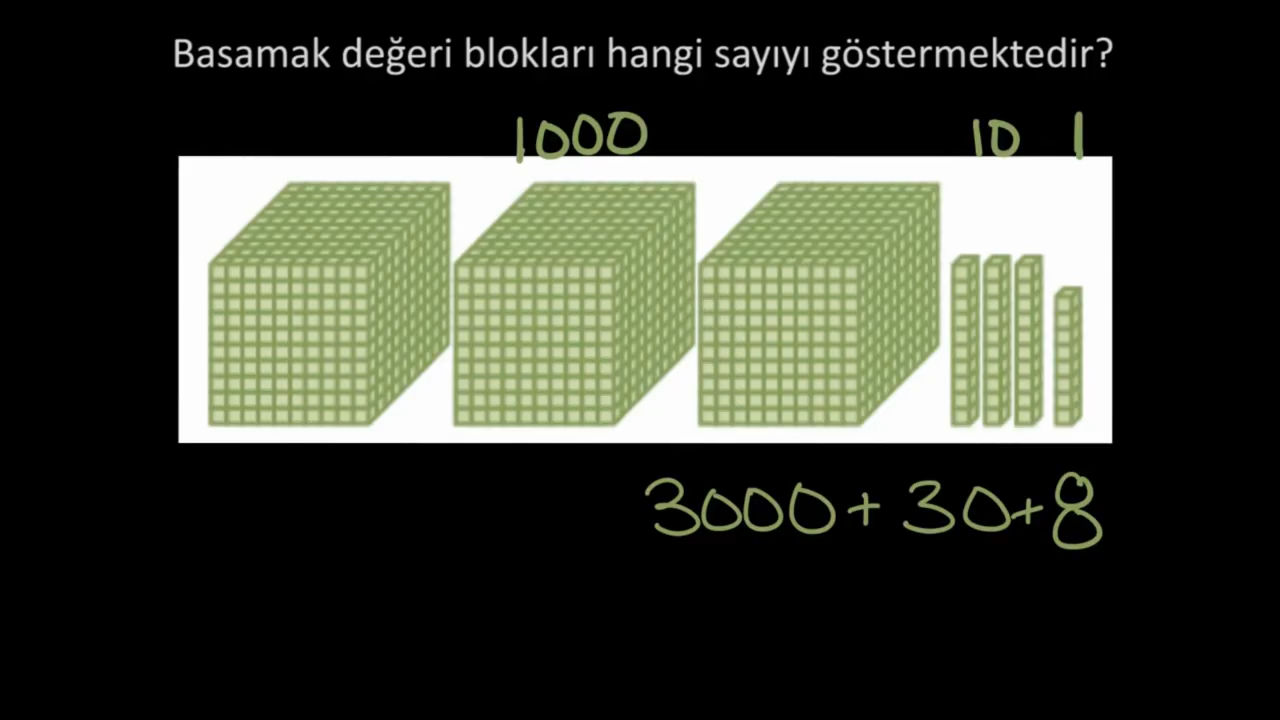 Basamak değeri blokları hangi sayıyı göstermektedir?
1000 10 1
3000 + 30 + 8